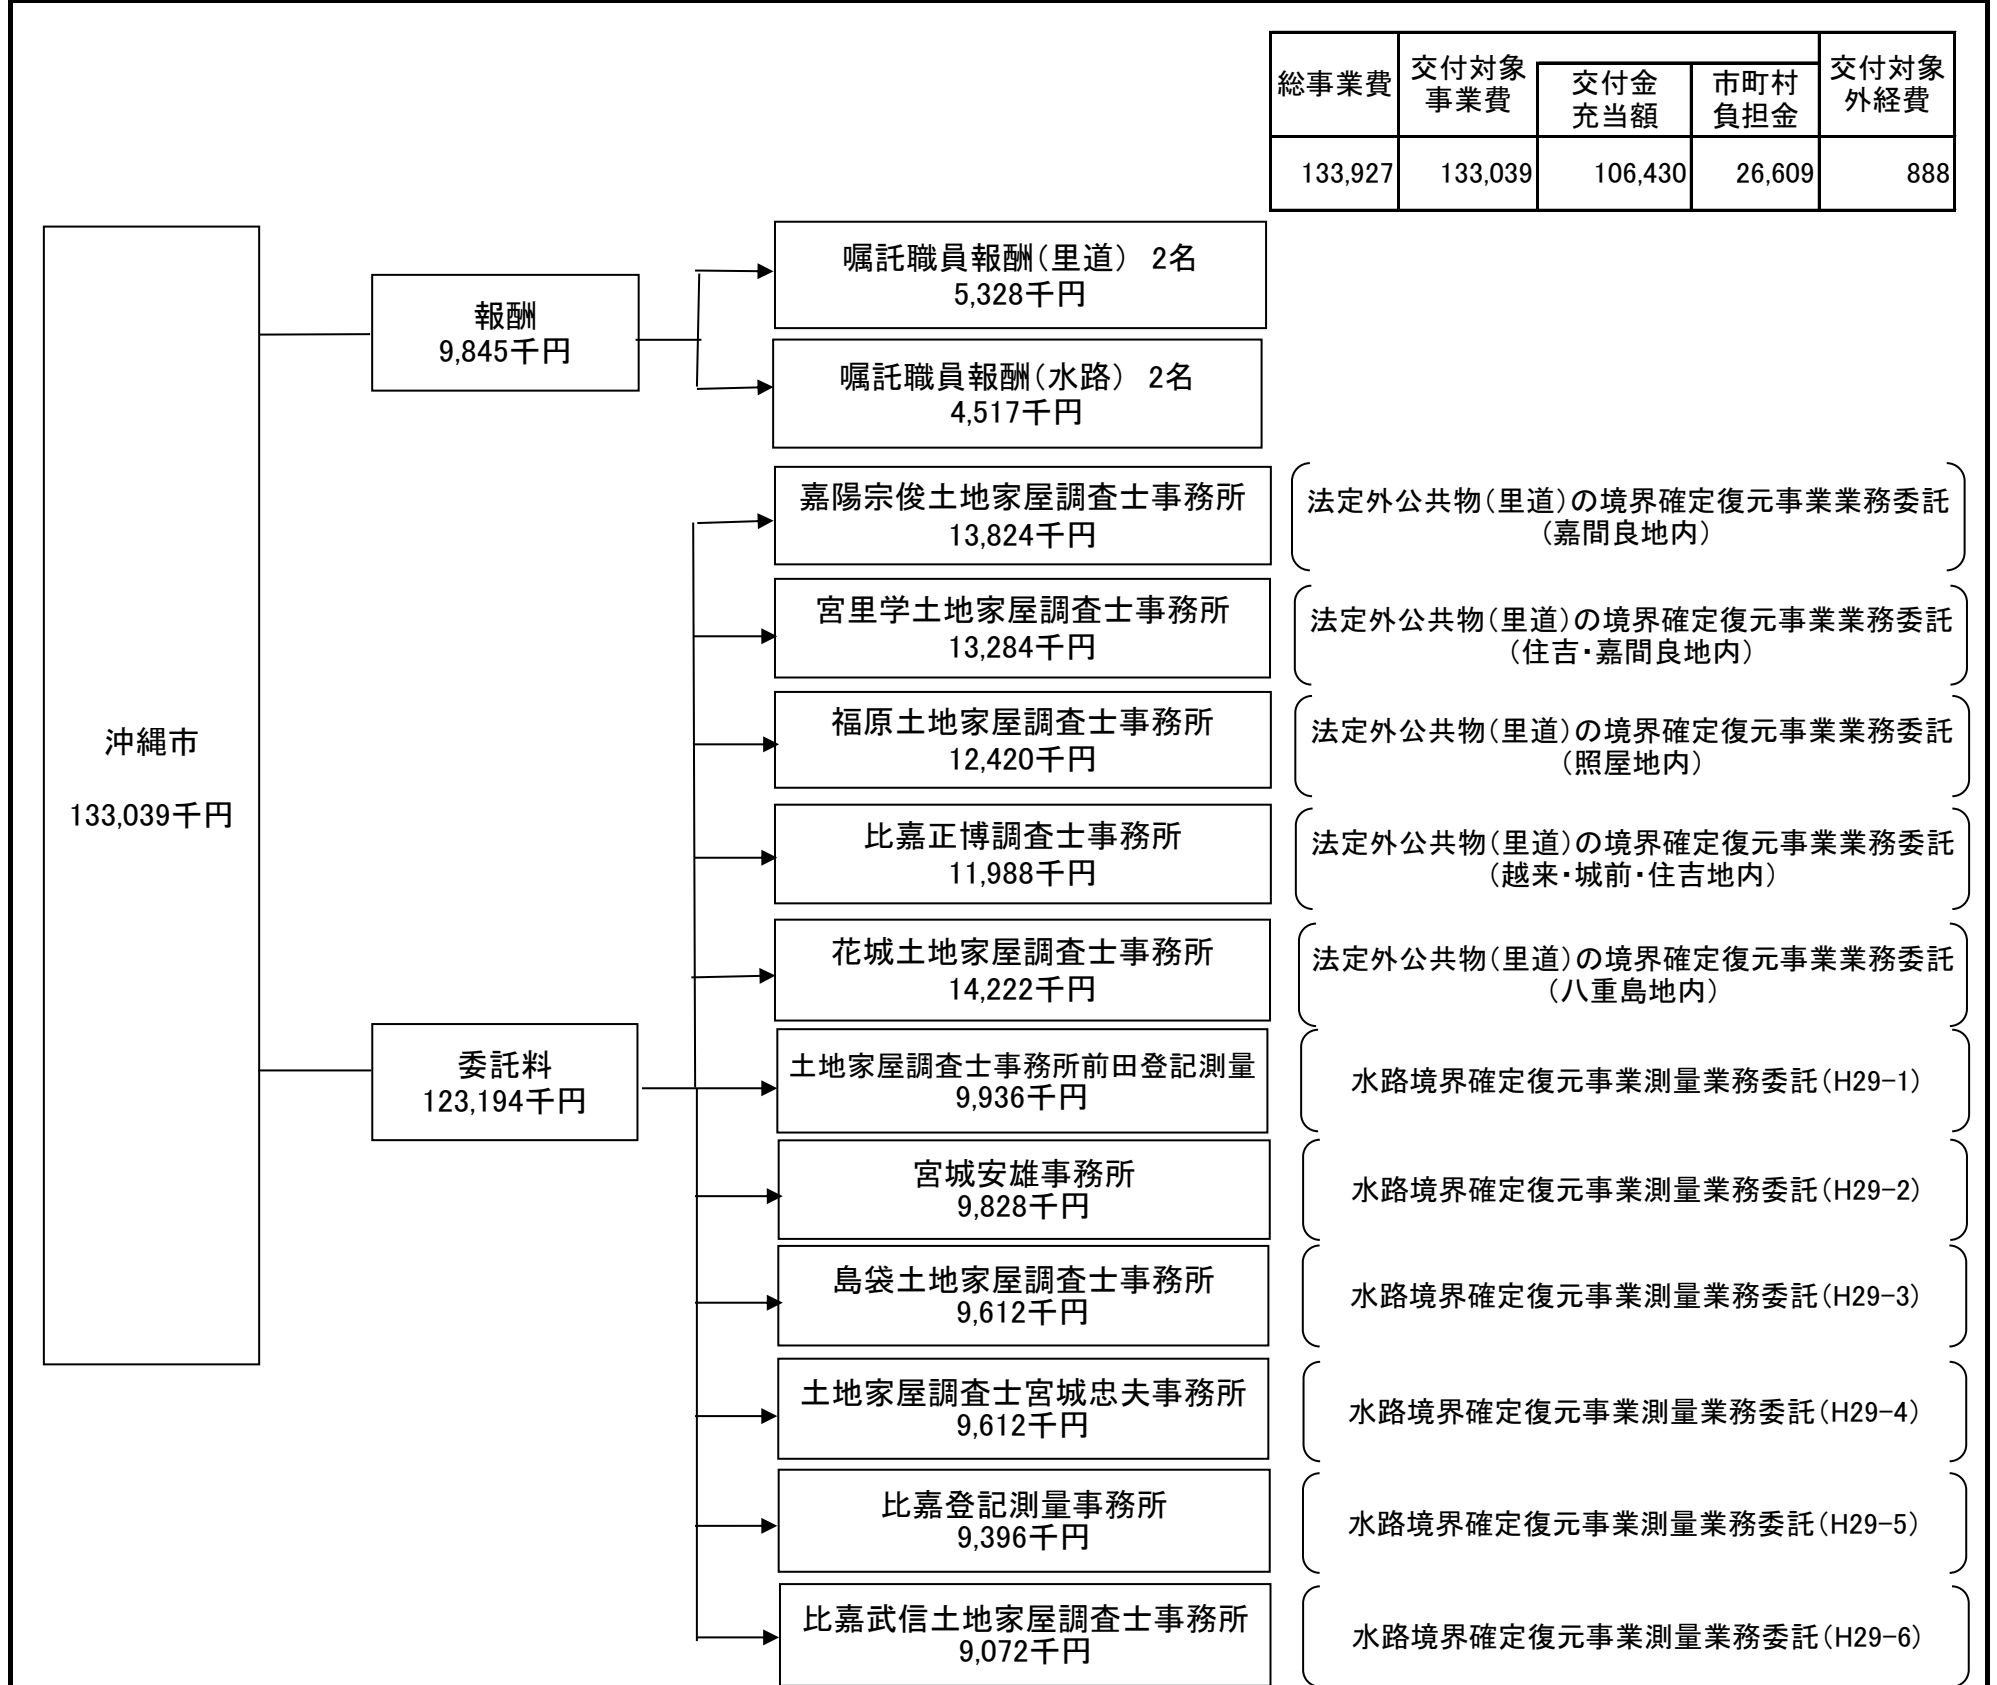 総事業費
交付対象
事業費
交付金
充当額
市町村
負担金
交付対象
外経費
133,927
133,039
106,430
26,609
888
沖縄市
133,039千円
報酬
9,845千円
嘱託職員報酬(里道) 2名
5,328千円
嘱託職員報酬(水路) 2名
4,517千円
委託料
123,194千円
嘉陽宗俊土地家屋調査士事務所
13,824千円
法定外公共物(里道)の境界確定復元事業業務委託
(嘉間良地内)
宮里学土地家屋調査士事務所
13,284千円
法定外公共物(里道)の境界確定復元事業業務委託
(住吉・嘉間良地内)
福原土地家屋調査士事務所
12,420千円
法定外公共物(里道)の境界確定復元事業業務委託
(照屋地内)
比嘉正博調査士事務所
11,988千円
法定外公共物(里道)の境界確定復元事業業務委託
(越来・城前・住吉地内)
花城土地家屋調査士事務所
14,222千円
法定外公共物(里道)の境界確定復元事業業務委託
(八重島地内)
土地家屋調査士事務所前田登記測量
9,936千円
水路境界確定復元事業測量業務委託(H29-1)
宮城安雄事務所
9,828千円
水路境界確定復元事業測量業務委託(H29-2)
島袋土地家屋調査士事務所
9,612千円
水路境界確定復元事業測量業務委託(H29-3)
土地家屋調査士宮城忠夫事務所
9,612千円
水路境界確定復元事業測量業務委託(H29-4)
比嘉登記測量事務所
9,396千円
水路境界確定復元事業測量業務委託(H29-5)
比嘉武信土地家屋調査士事務所
9,072千円
水路境界確定復元事業測量業務委託(H29-6)